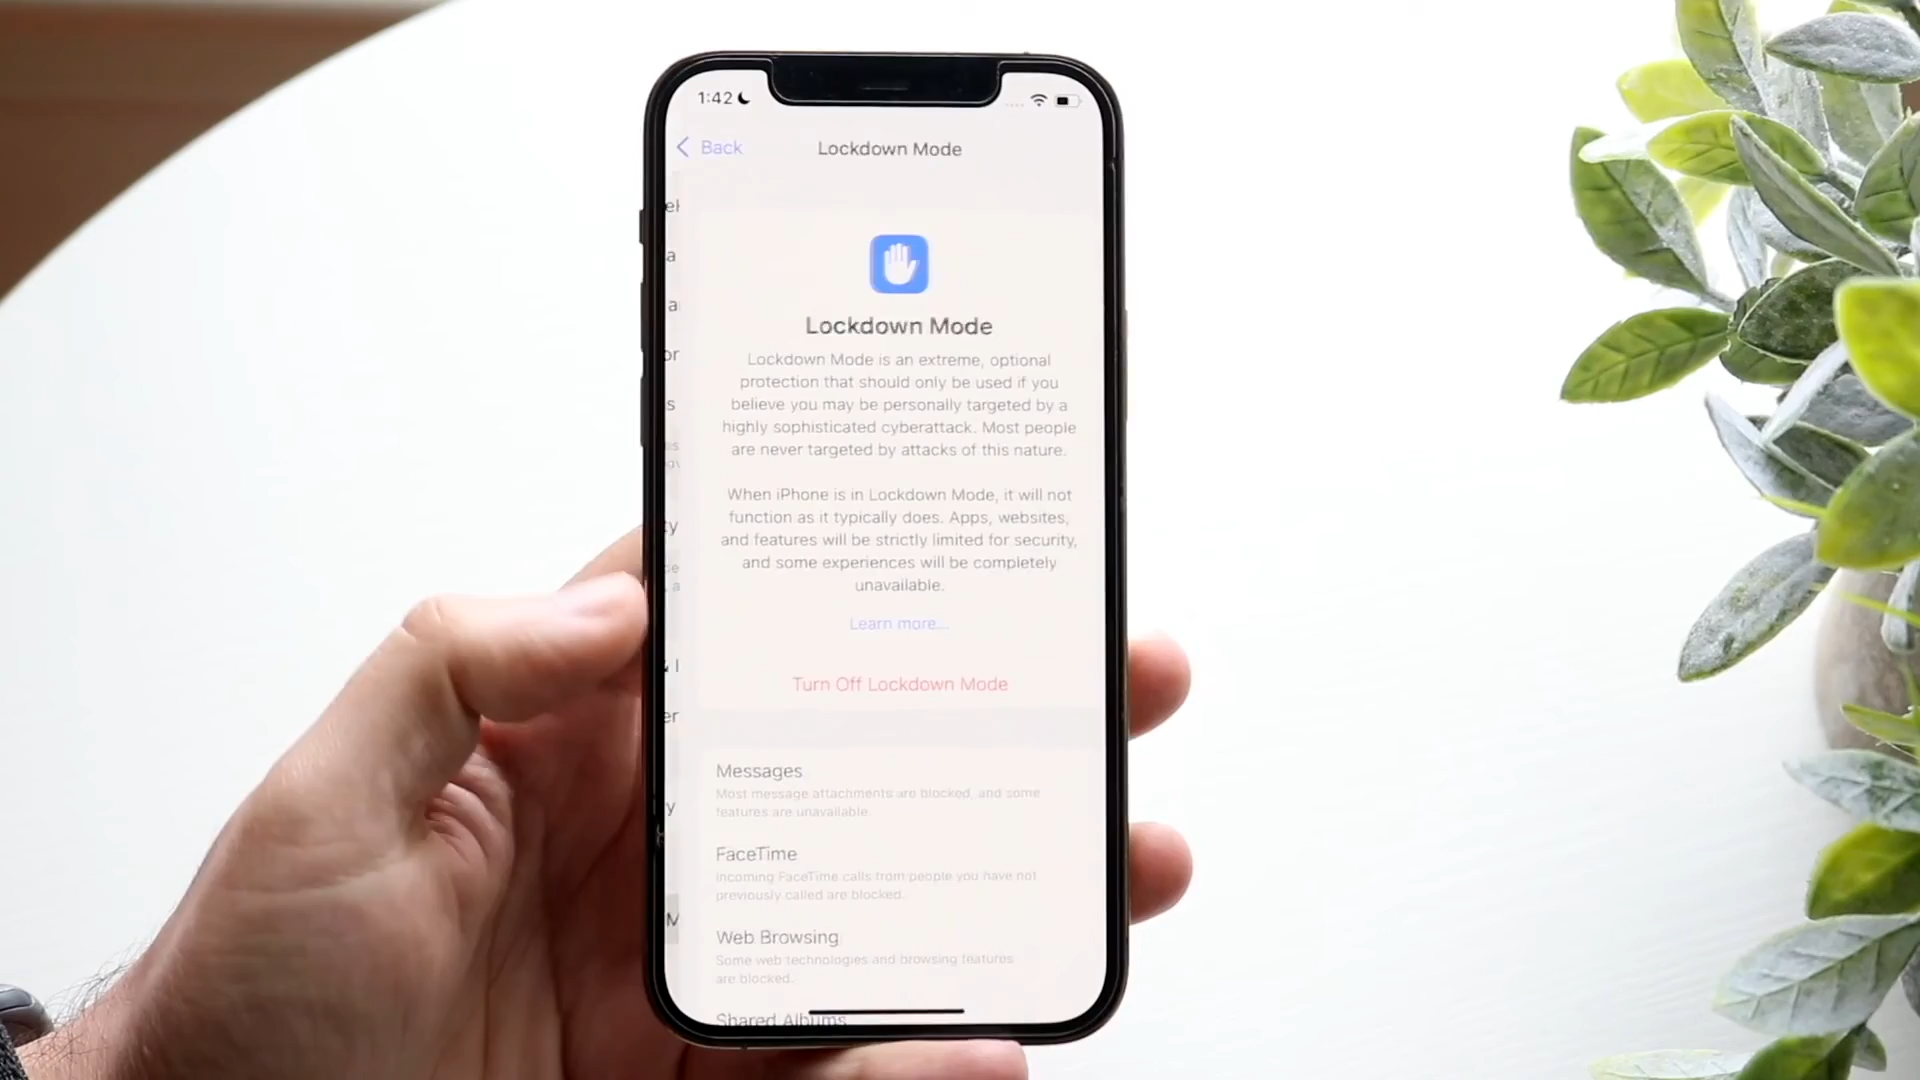 1:42
Back
Lockdown Mode
Lockdown Mode
Lockdown Mode is an extreme, optional
protection that should only be used if you
believe you may be personally targeted by a
highly sophisticated cyberattack. Most people
are never targeted by attacks of this nature.
When iPhone is in Lockdown Mode, it will not
function as it typically does. Apps, websites,
and features will be strictly limited for security,
and some experiences will be completely
unavailable.
Learn more...
Turn Off Lockdown Mode
Messages
Most message attachments are blocked, and some
features are unavailable.
FaceTime
Incoming FaceTime calls from people you have not
previously called are blocked.
Web Browsing
Some web technologies and browsing features
are blocked.
Shared Albums